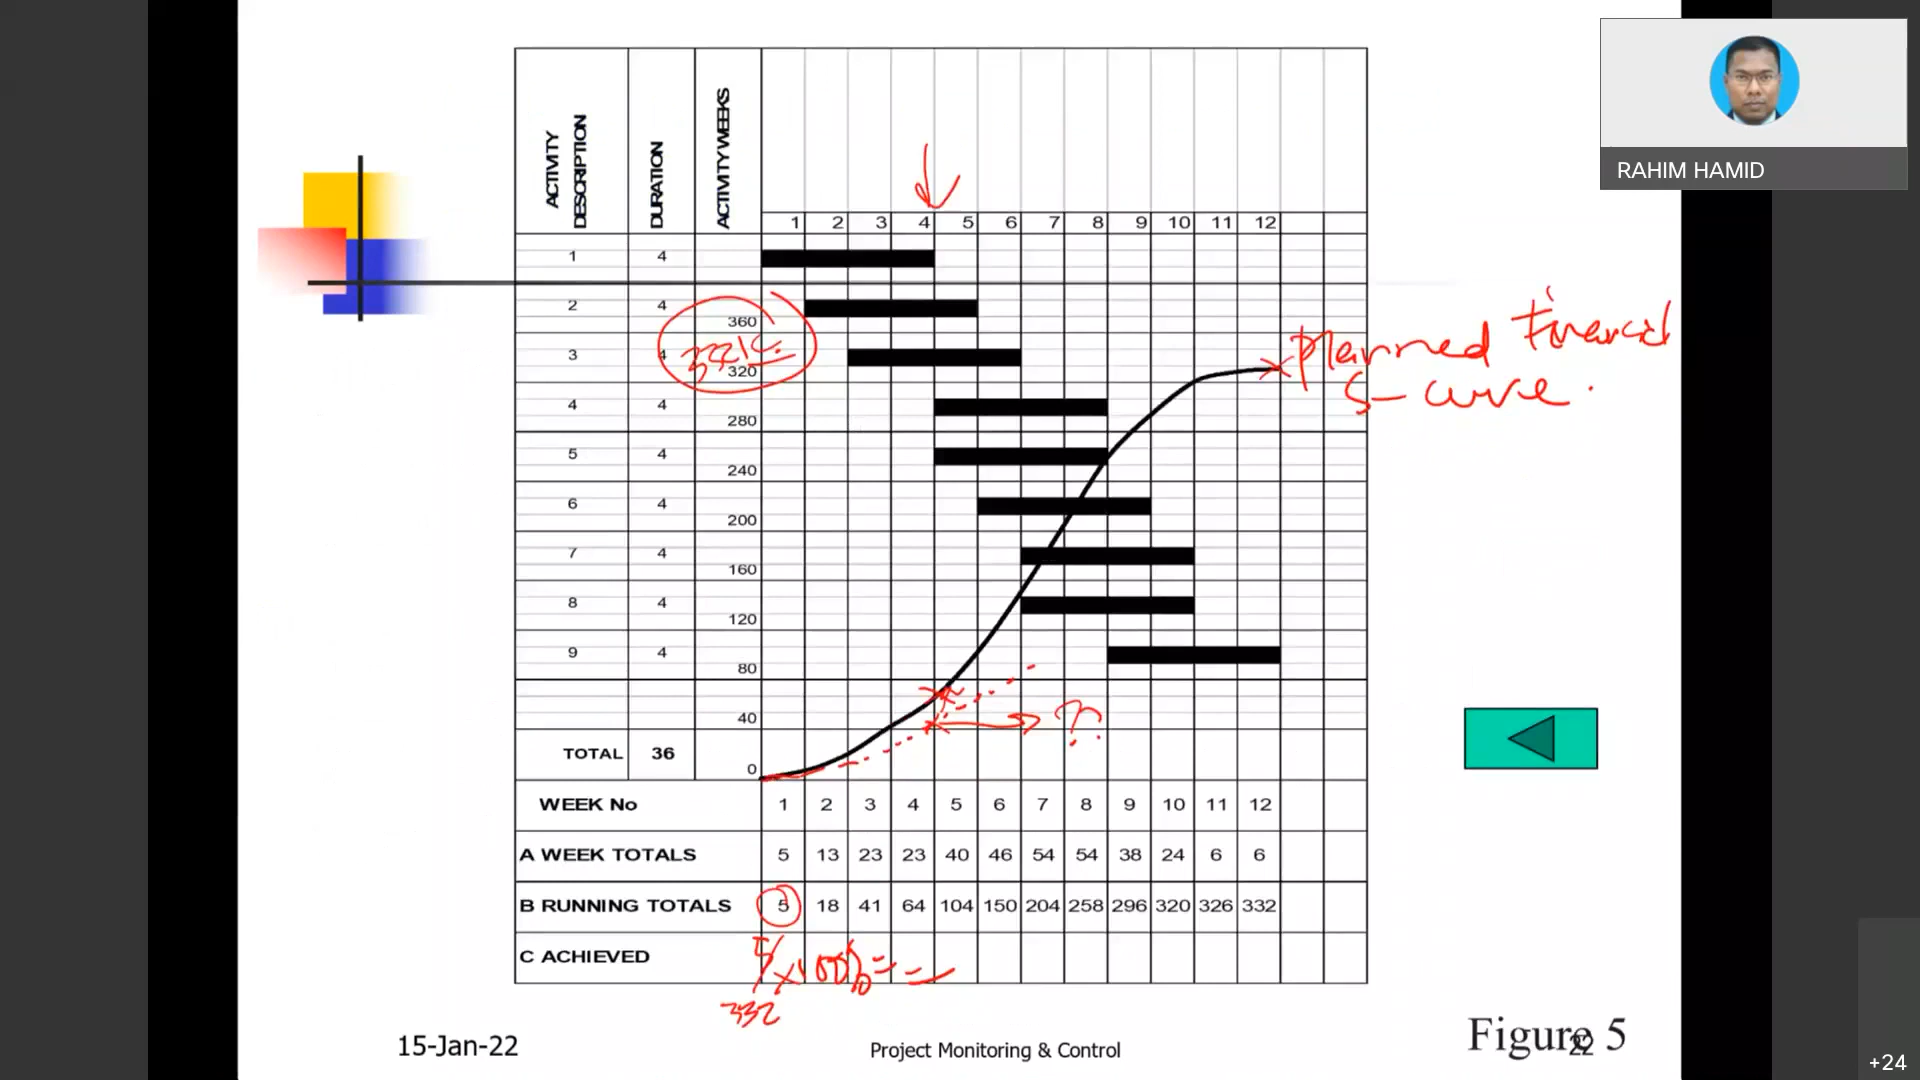 RAHIM HAMID
ACTIVITY
DESCRIPTION
DURATION
ACTIVITY WEEKS
1 2 3 4 5 6 7 8 9 10 11 12
1 4
2 4
360
332K
3 4
320
4 4
280
5 4
240
6 4
200
7 4
160
8 4
120
9 4
80
40
TOTAL 36
0
Planned Financial
S-curve.
?
WEEK No 1 2 3 4 5 6 7 8 9 10 11 12
A WEEK TOTALS 5 13 23 23 40 46 54 54 38 24 6 6
B RUNNING TOTALS 5 18 41 64 104 150 204 258 296 320 326 332
C ACHIEVED
5/332 x 100% =
15-Jan-22
Project Monitoring & Control
Figure 5
22
+24